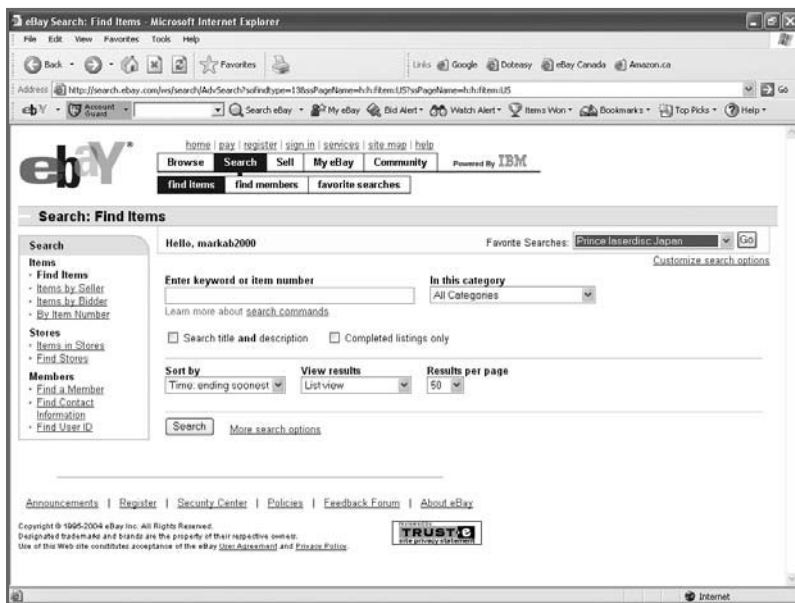 eBay Search: Find Items - Microsoft Internet Explorer
File Edit View Favorites Tools Help
Back Favorites Links Google Doteasy eBay Canada Amazon.ca
Address http://search.ebay.com/ws/search/AdvSearch?sofindtype=13&ssPageName=h:h:fitem:US?ssPageName=h:h:fitem:US Go
ebY Account Guard Search eBay My eBay Bid Alert Watch Alert Items Won Bookmarks Top Picks Help
home | pay | register | sign in | services | site map | help
ebaY®
Browse Search Sell My eBay Community Powered By IBM
find items find members favorite searches
Search: Find Items
Search
Items
· Find Items
· Items by Seller
· Items by Bidder
· By Item Number
Stores
· Items in Stores
· Find Stores
Members
· Find a Member
· Find Contact
Information
· Find User ID
Hello, markab2000 Favorite Searches: Prince laserdisc Japan Go
Customize search options
Enter keyword or item number In this category
All Categories
Learn more about search commands
Search title and description Completed listings only
Sort by View results Results per page
Time: ending soonest List view 50
Search More search options
Announcements | Register | Security Center | Policies | Feedback Forum | About eBay
Copyright © 1995-2004 eBay Inc. All Rights Reserved.
Designated trademarks and brands are the property of their respective owners.
Use of this Web site constitutes acceptance of the eBay User Agreement and Privacy Policy.
TRUSTe
site privacy statement
Internet